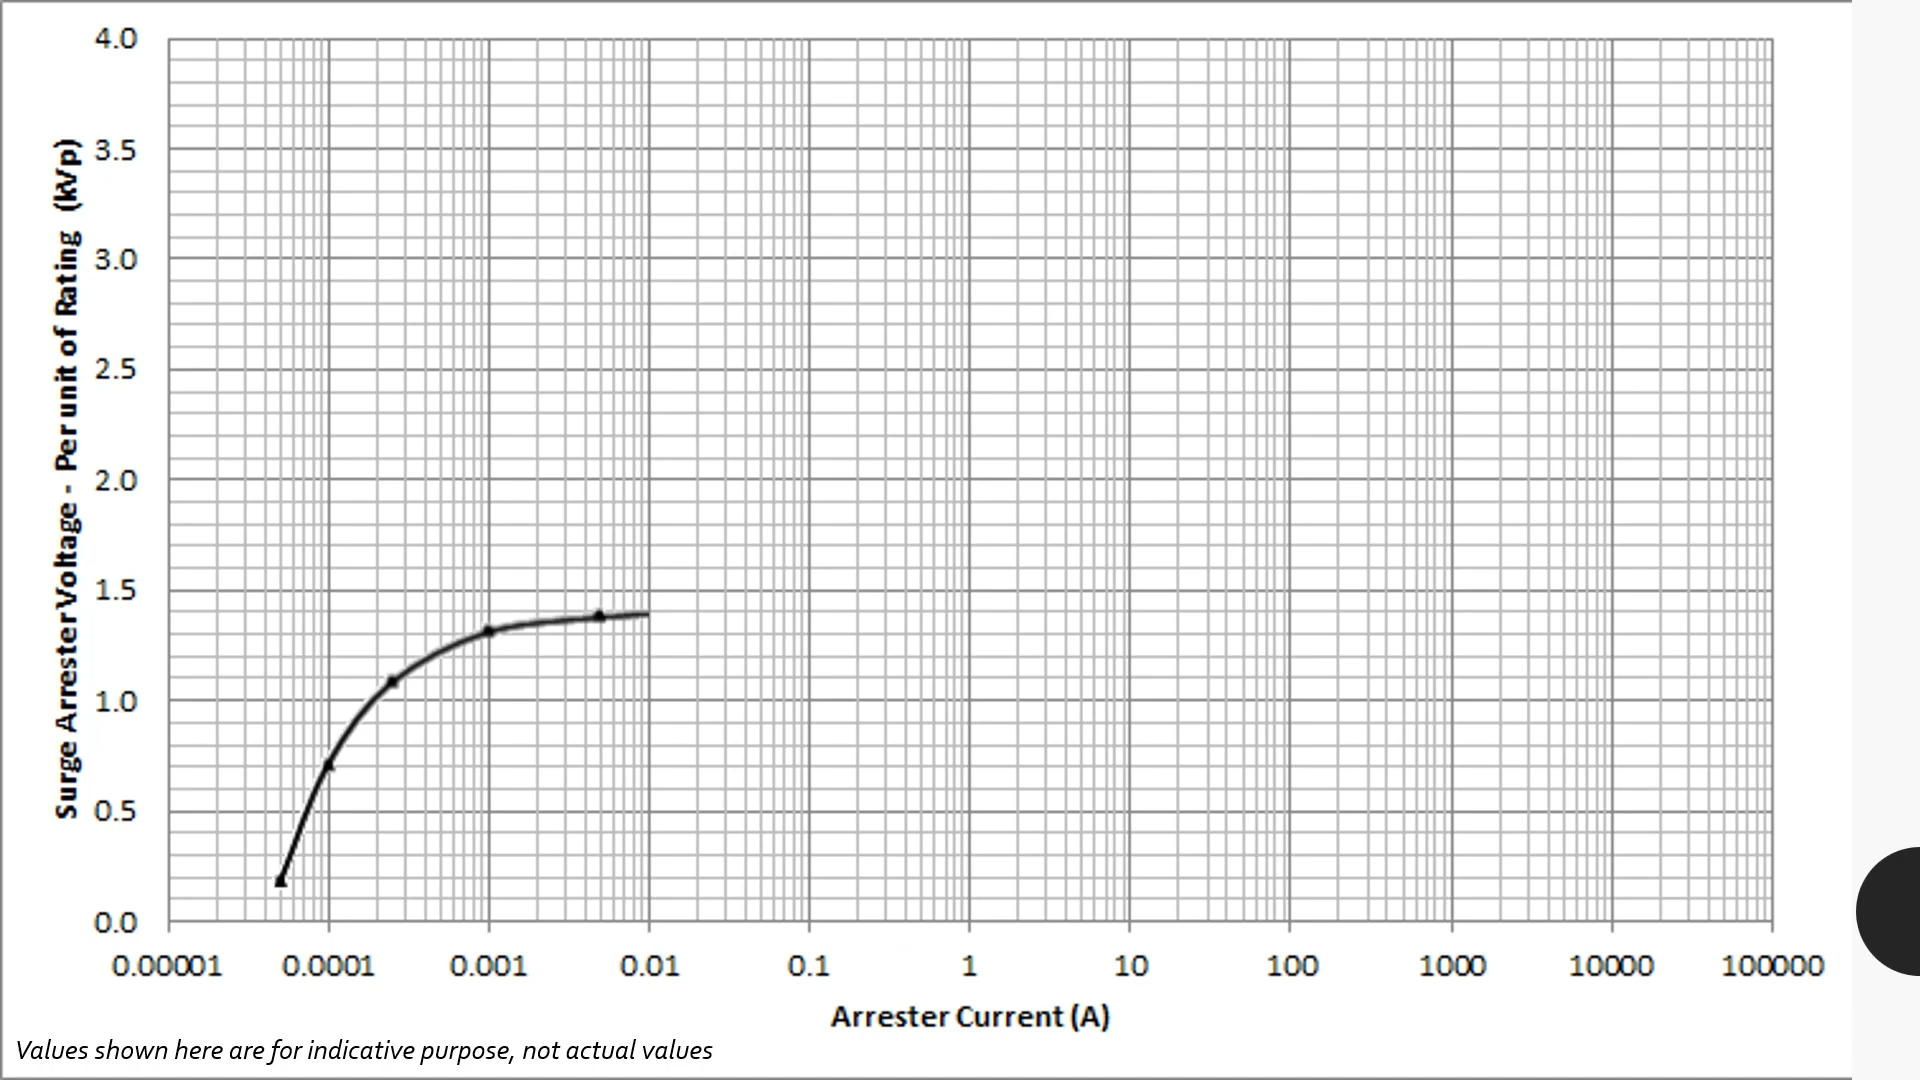 4.0
3.5
3.0
2.5
2.0
1.5
1.0
0.5
0.0
Surge Arrester Voltage - Per unit of Rating (kVp)
0.00001 0.0001 0.001 0.01 0.1 1 10 100 1000 10000 100000
Arrester Current (A)
Values shown here are for indicative purpose, not actual values